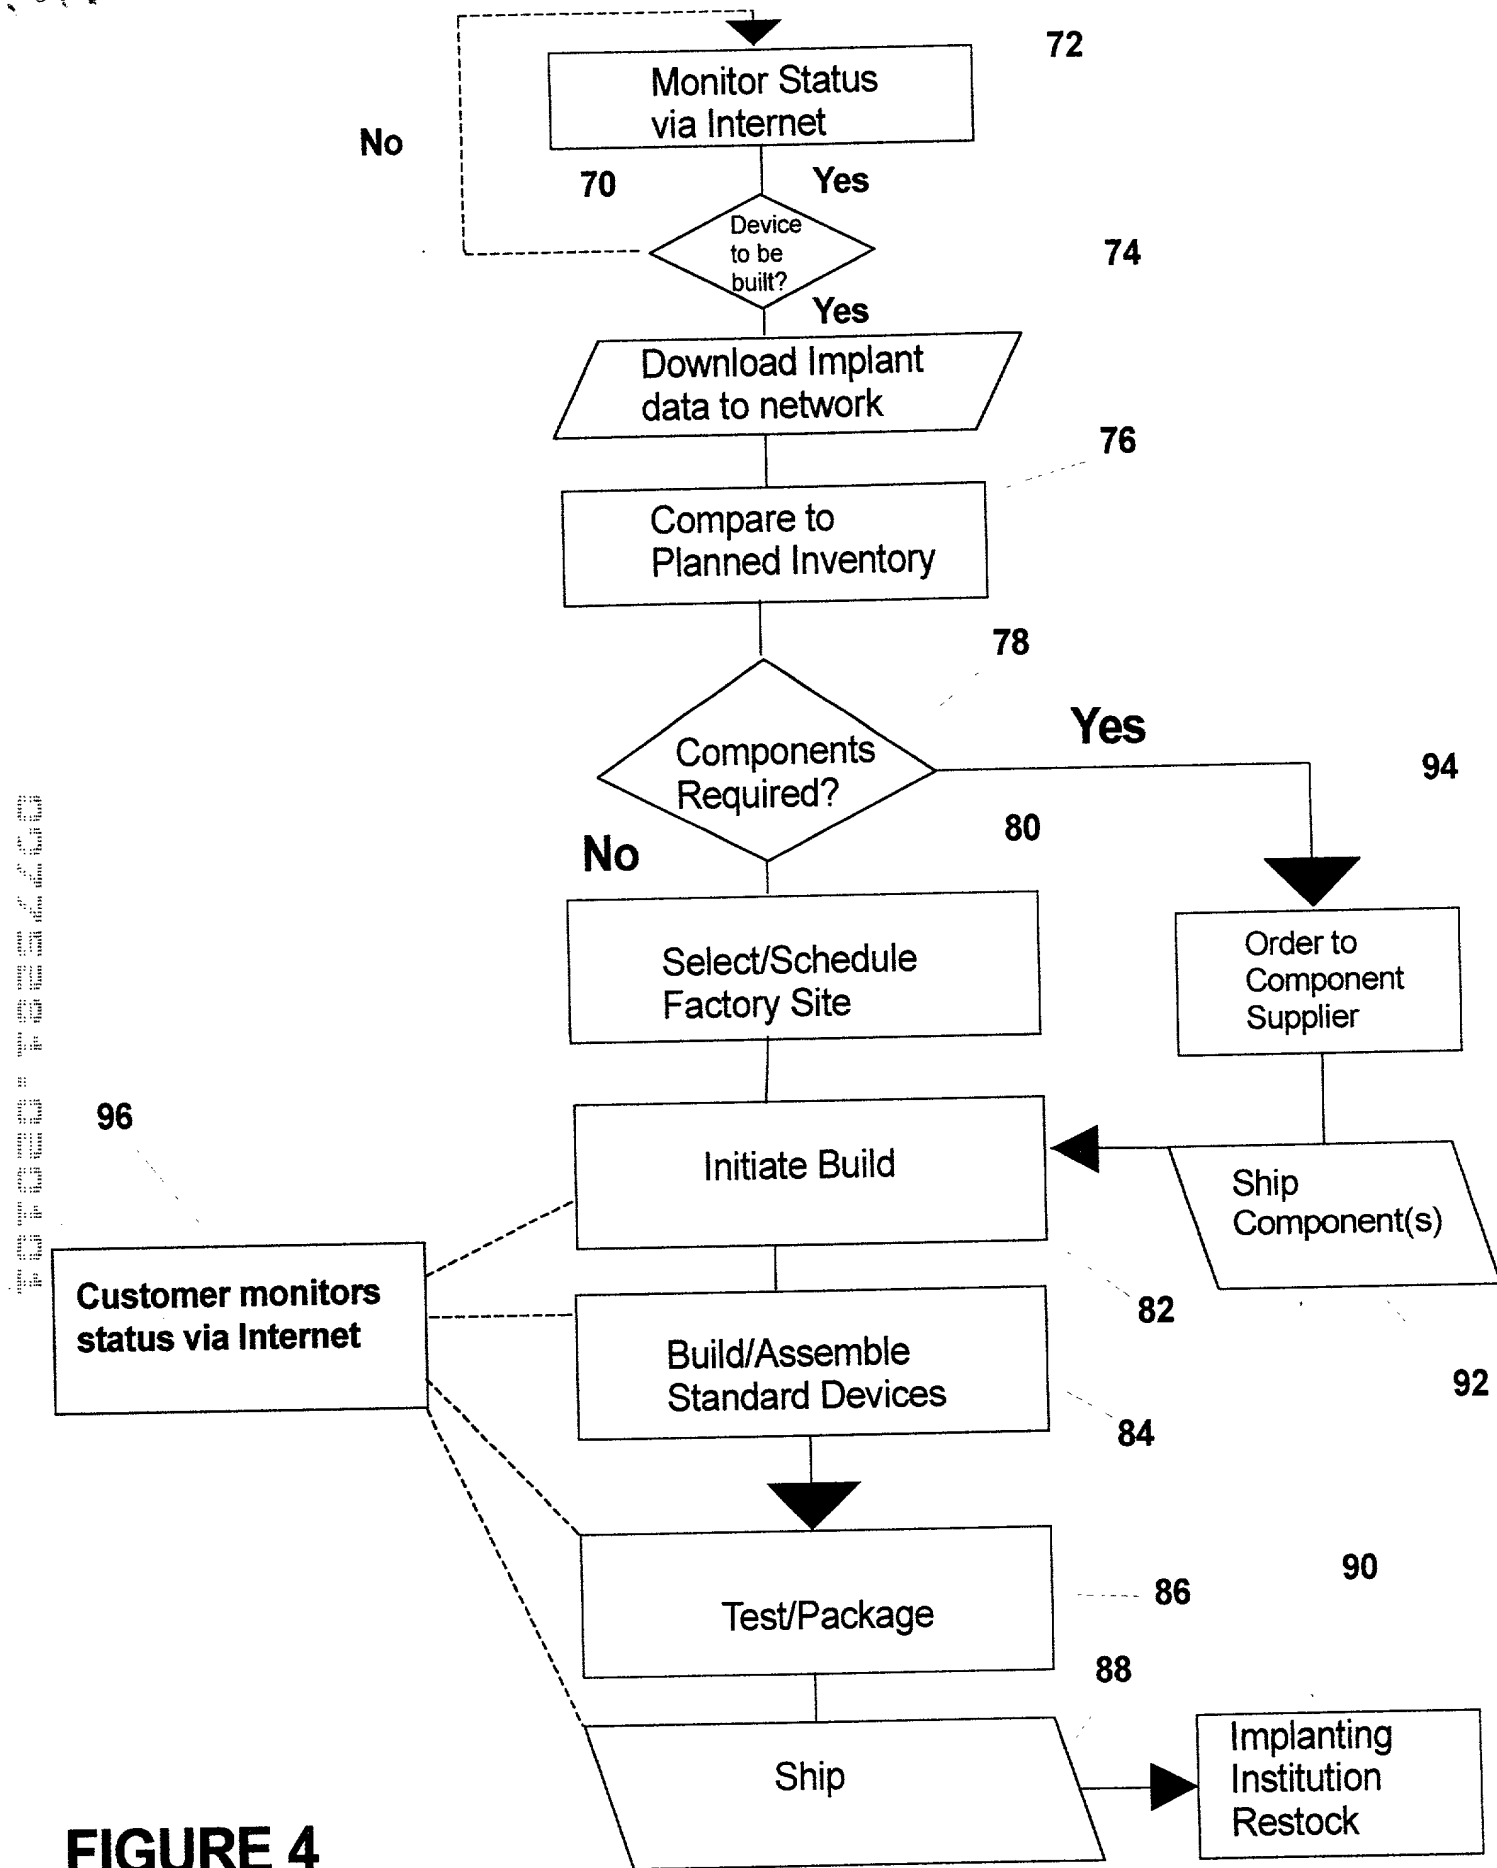 72
Monitor Status
via Internet
No
70
Yes
Device
to be
built?
74
Yes
Download Implant
data to network
76
Compare to
Planned Inventory
78
Components
Required?
Yes
94
80
No
Select/Schedule
Factory Site
Order to
Component
Supplier
96
Initiate Build
Ship
Component(s)
Customer monitors
status via Internet
82
Build/Assemble
Standard Devices
92
84
90
86
Test/Package
88
Ship
Implanting
Institution
Restock
FIGURE 4